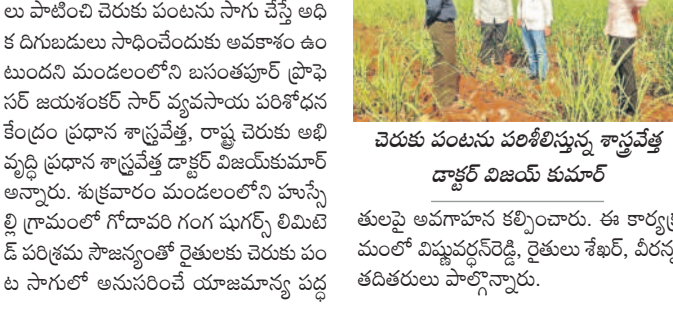 లు పాటించి చెరుకు పంటను సాగు చేస్తే అధి
క దిగుబడులు సాధించేందుకు అవకాశం ఉం
టుందని మండలంలోని బసంతపూర్ ప్రొఫె
సర్ జయశంకర్ సార్ వ్యవసాయ పరిశోధన
కేంద్రం ప్రధాన శాస్త్రవేత్త, రాష్ట్ర చెరుకు అభి
వృద్ధి ప్రధాన శాస్త్రవేత్త డాక్టర్ విజయ్‌కుమార్
అన్నారు. శుక్రవారం మండలంలోని హుస్సే
ల్లి గ్రామంలో గోదావరి గంగ షుగర్స్ లిమిటె
డ్ పరిశ్రమ సౌజన్యంతో రైతులకు చెరుకు పం
ట సాగులో అనుసరించే యాజమాన్య పద్ధ
చెరుకు పంటను పరిశీలిస్తున్న శాస్త్రవేత్త
డాక్టర్ విజయ్ కుమార్
తులపై అవగాహన కల్పించారు. ఈ కార్యక్ర
మంలో విష్ణువర్ధన్‌రెడ్డి, రైతులు శేఖర్, వీరన్న
తదితరులు పాల్గొన్నారు.